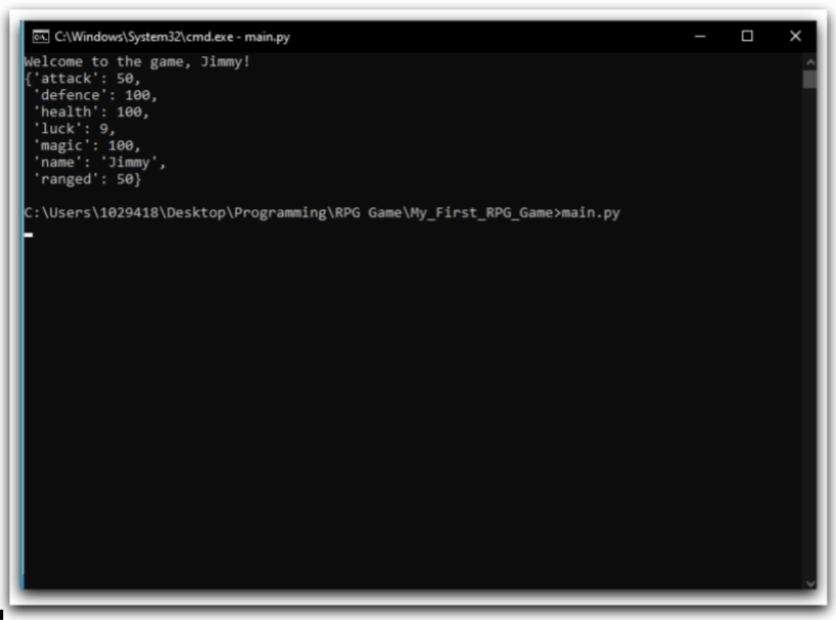 C:\Windows\System32\cmd.exe - main.py
Welcome to the game, Jimmy!
{'attack': 50,
 'defence': 100,
 'health': 100,
 'luck': 9,
 'magic': 100,
 'name': 'Jimmy',
 'ranged': 50}
C:\Users\1029418\Desktop\Programming\RPG Game\My_First_RPG_Game>main.py